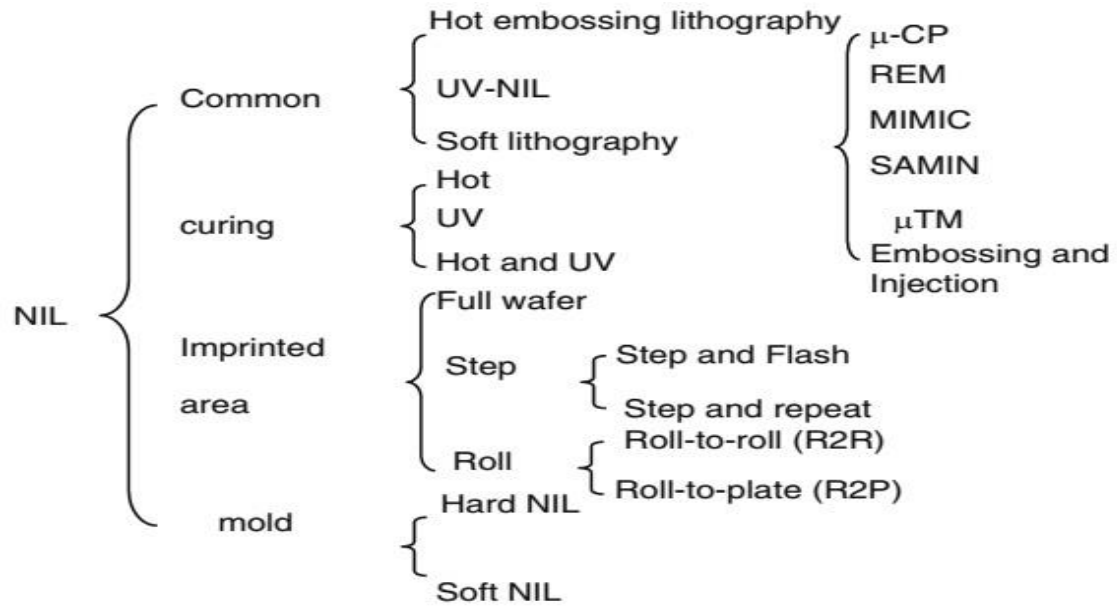 Hot embossing lithography
μ-CP
REM
Common
UV-NIL
MIMIC
Soft lithography
SAMIN
Hot
μTM
curing
UV
Embossing and
Injection
Hot and UV
Full wafer
NIL
Imprinted
area
Step
Step and Flash
Step and repeat
Roll
Roll-to-roll (R2R)
Roll-to-plate (R2P)
Hard NIL
mold
Soft NIL